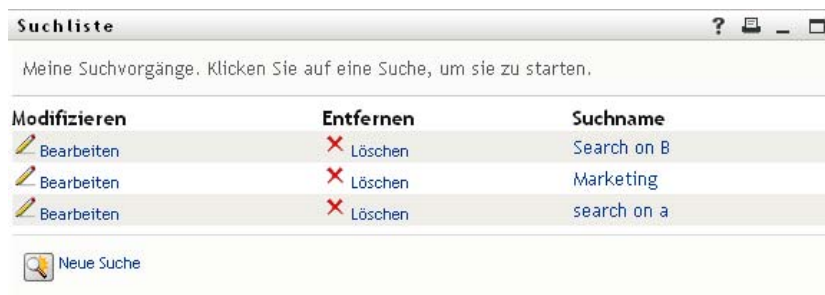 Suchliste ?
Meine Suchvorgänge. Klicken Sie auf eine Suche, um sie zu starten.
Modifizieren Entfernen Suchname
Bearbeiten Löschen Search on B
Bearbeiten Löschen Marketing
Bearbeiten Löschen search on a
Neue Suche